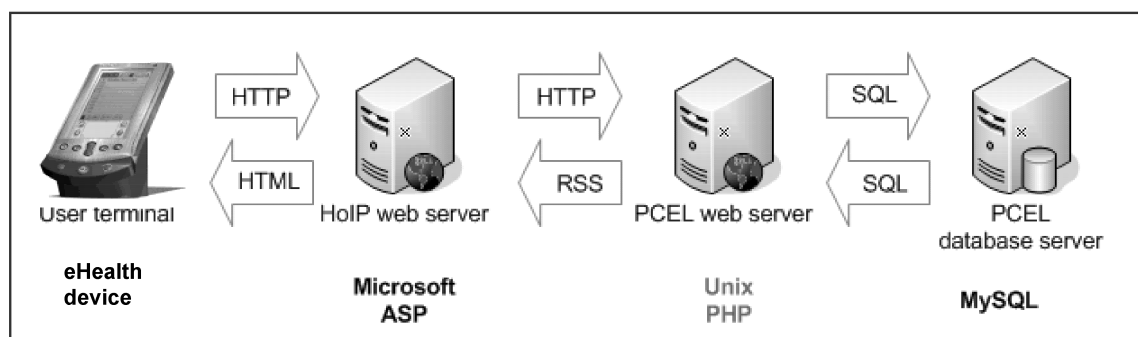 HTTP
HTTP
SQL
HTML
RSS
SQL
User terminal
HoIP web server
PCEL web server
PCEL
database server
eHealth
device
Microsoft
ASP
Unix
PHP
MySQL